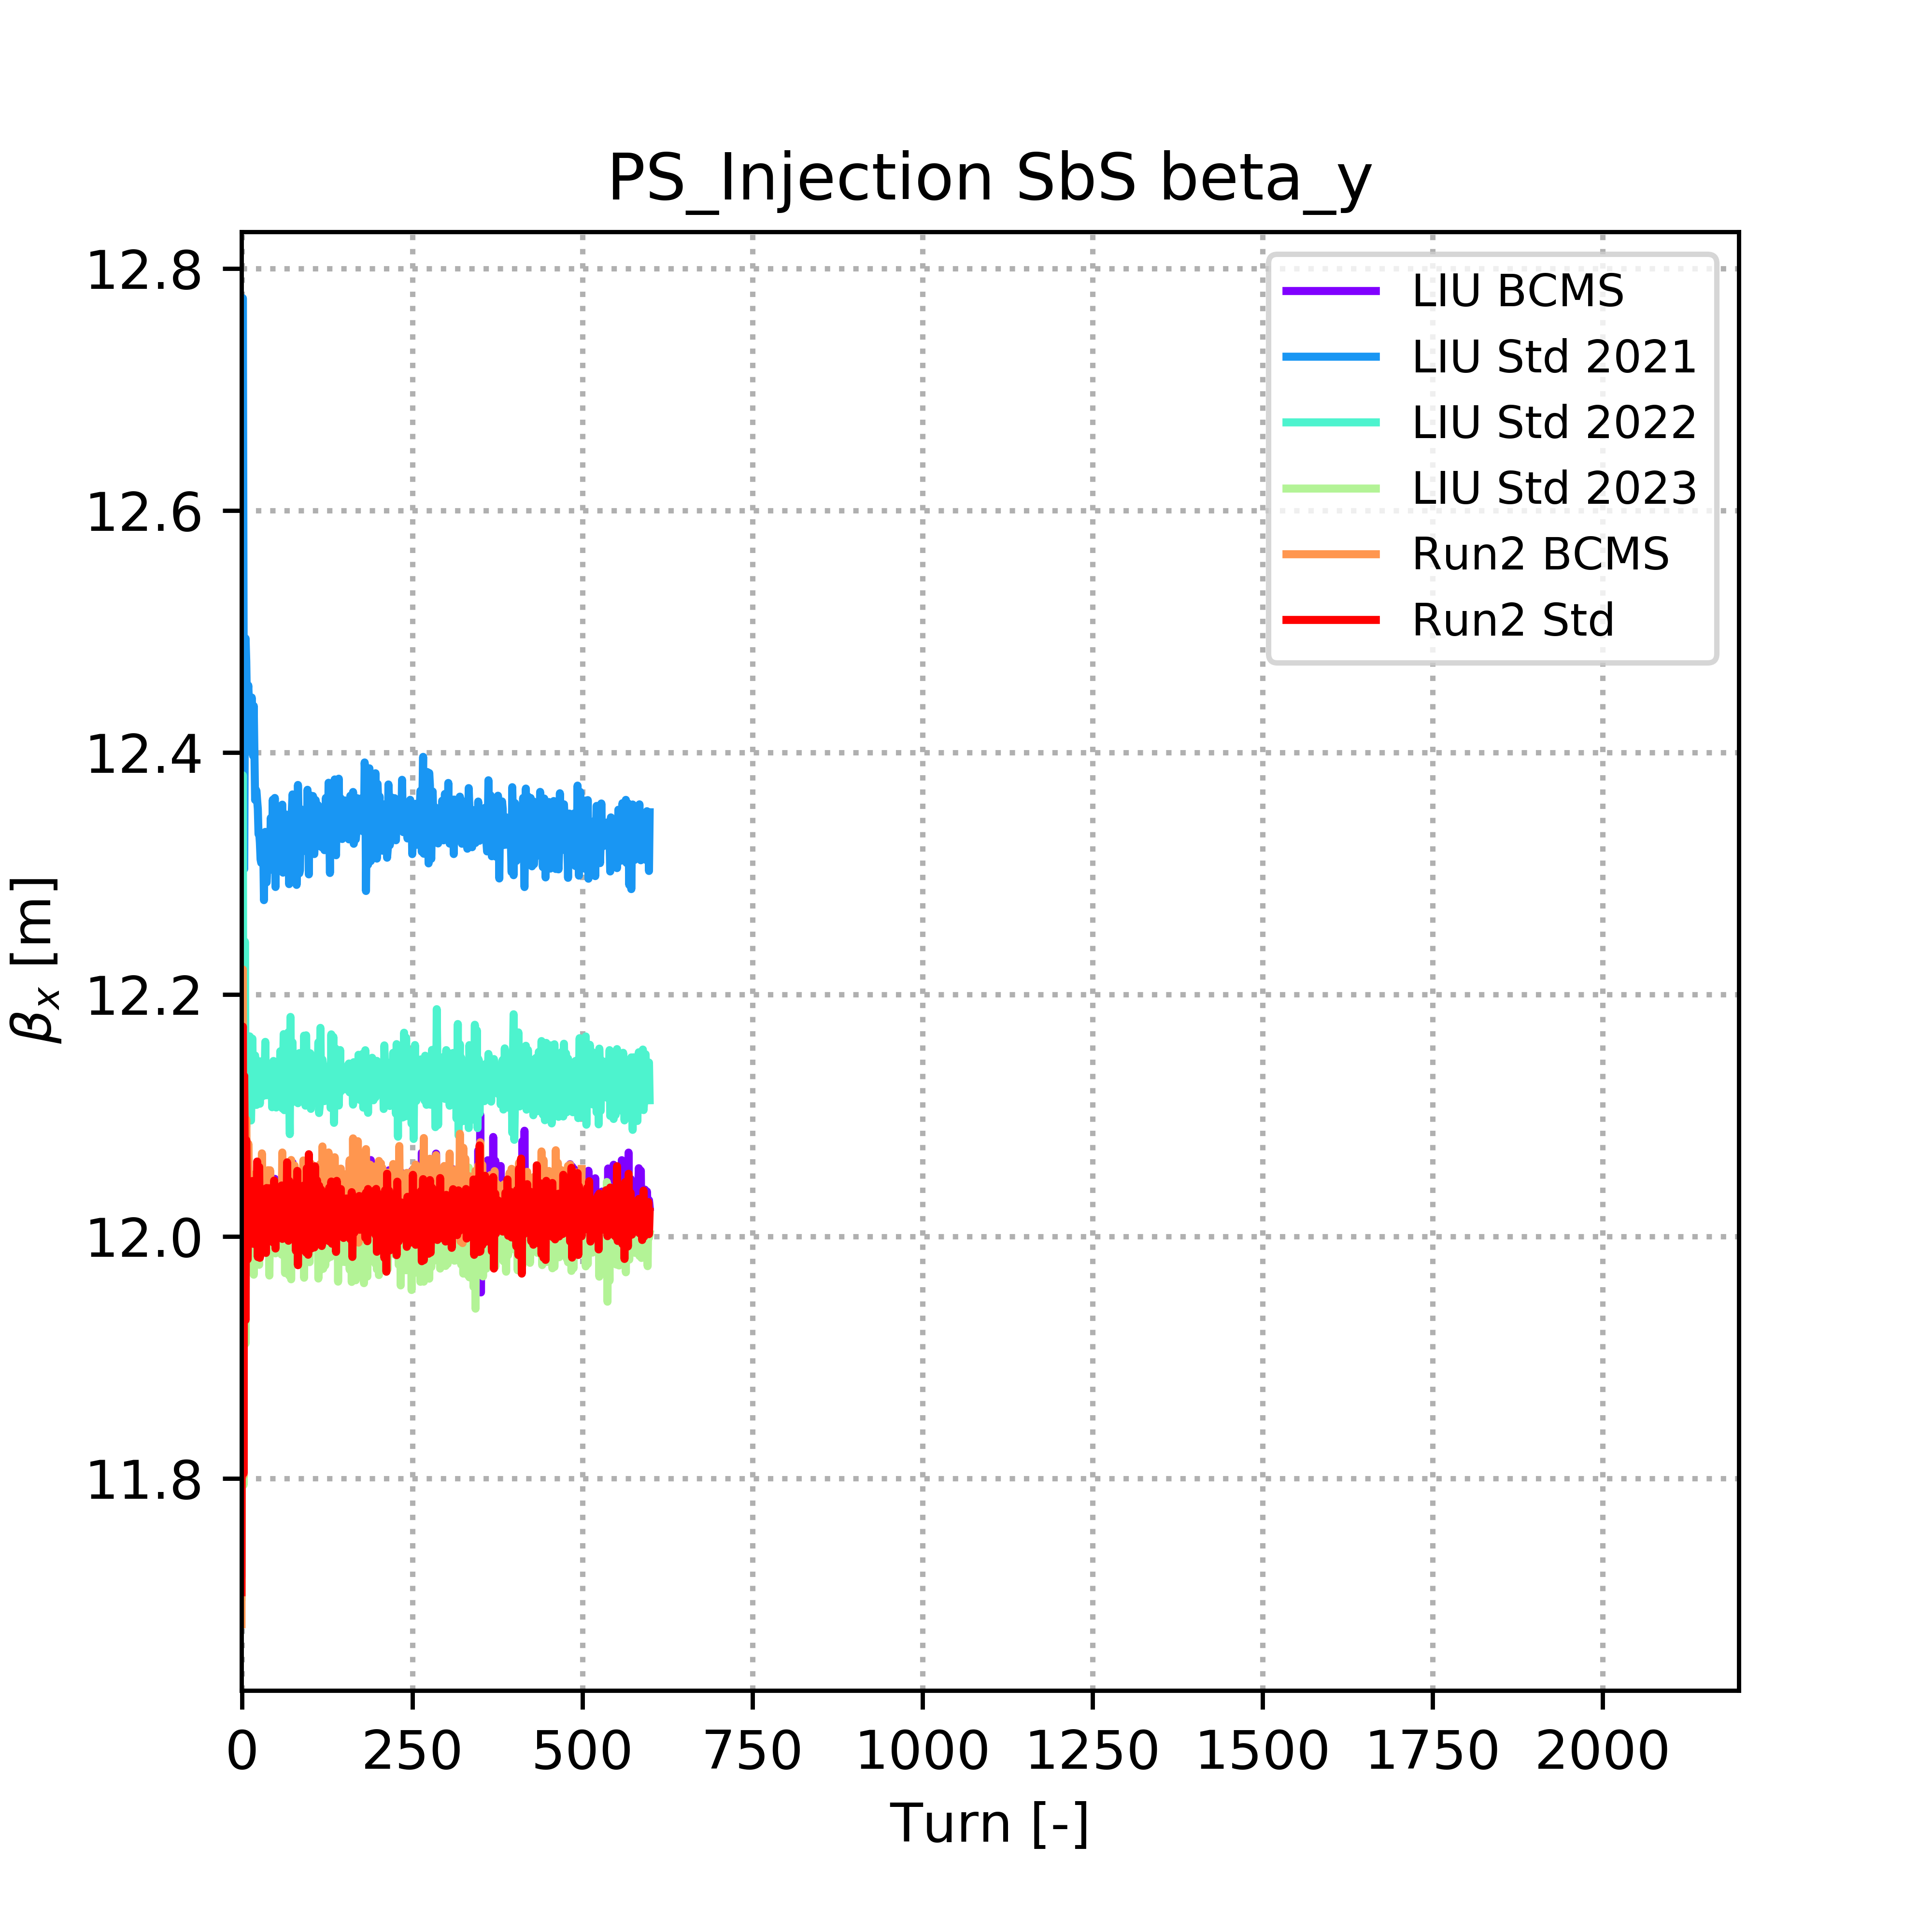 PS_Injection SbS beta_y
12.8
12.6
12.4
12.2
12.0
11.8
βx [m]
LIU BCMS
LIU Std 2021
LIU Std 2022
LIU Std 2023
Run2 BCMS
Run2 Std
0 250 500 750 1000 1250 1500 1750 2000
Turn [-]